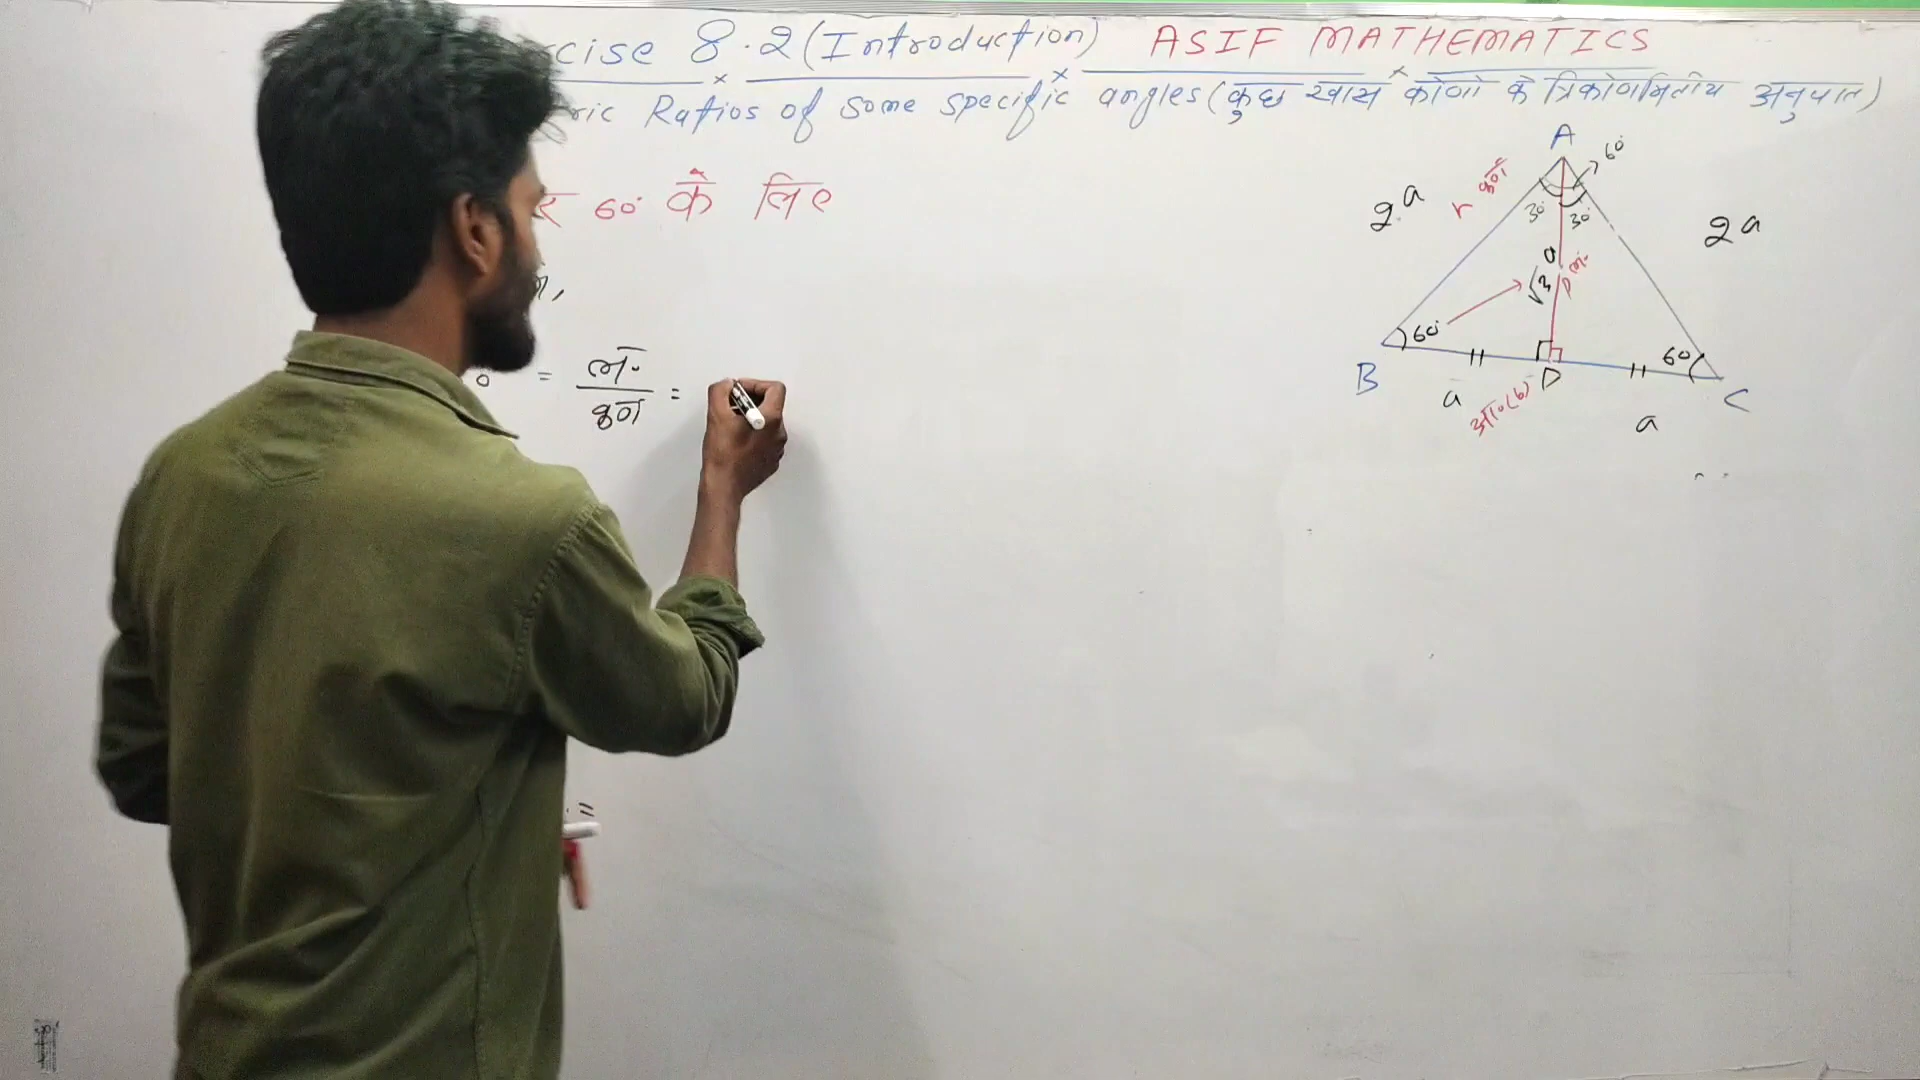 cise 8.2 (Introduction) ASIF MATHEMATICS
ric Ratios of some specific angles (कुछ खास कोणो के त्रिकोणमितीय अनुपात)
र 60° के लिए
= ल॰ / कर्ण =
A
60°
30° 30°
2a
r कर्ण
2a
√3 a
P ल॰
60°
60°
B
D
C
a
आ॰ (b)
a
=